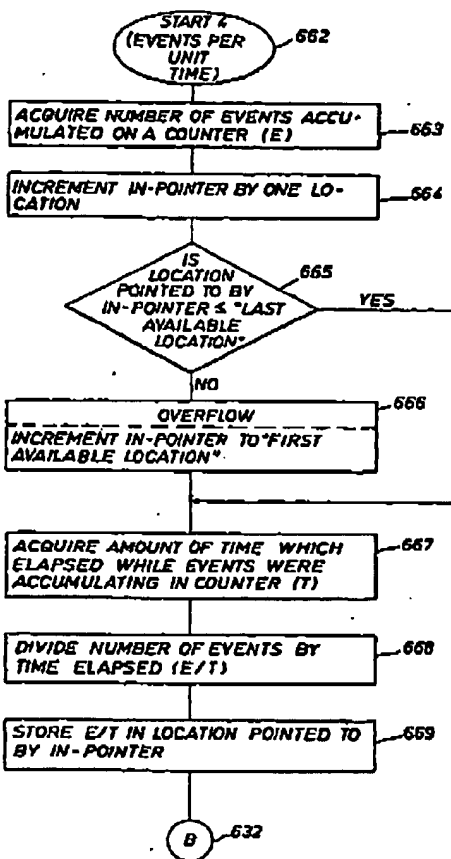 START 4
(EVENTS PER
UNIT
TIME)
662
ACQUIRE NUMBER OF EVENTS ACCU-
MULATED ON A COUNTER (E)
663
INCREMENT IN-POINTER BY ONE LO-
CATION
664
IS
LOCATION
POINTED TO BY
IN-POINTER ≤ "LAST
AVAILABLE
LOCATION"
665
YES
NO
OVERFLOW
666
INCREMENT IN-POINTER TO "FIRST
AVAILABLE LOCATION"
ACQUIRE AMOUNT OF TIME WHICH
ELAPSED WHILE EVENTS WERE
ACCUMULATING IN COUNTER (T)
667
DIVIDE NUMBER OF EVENTS BY
TIME ELAPSED (E/T)
668
STORE E/T IN LOCATION POINTED TO
BY IN-POINTER
669
B
632